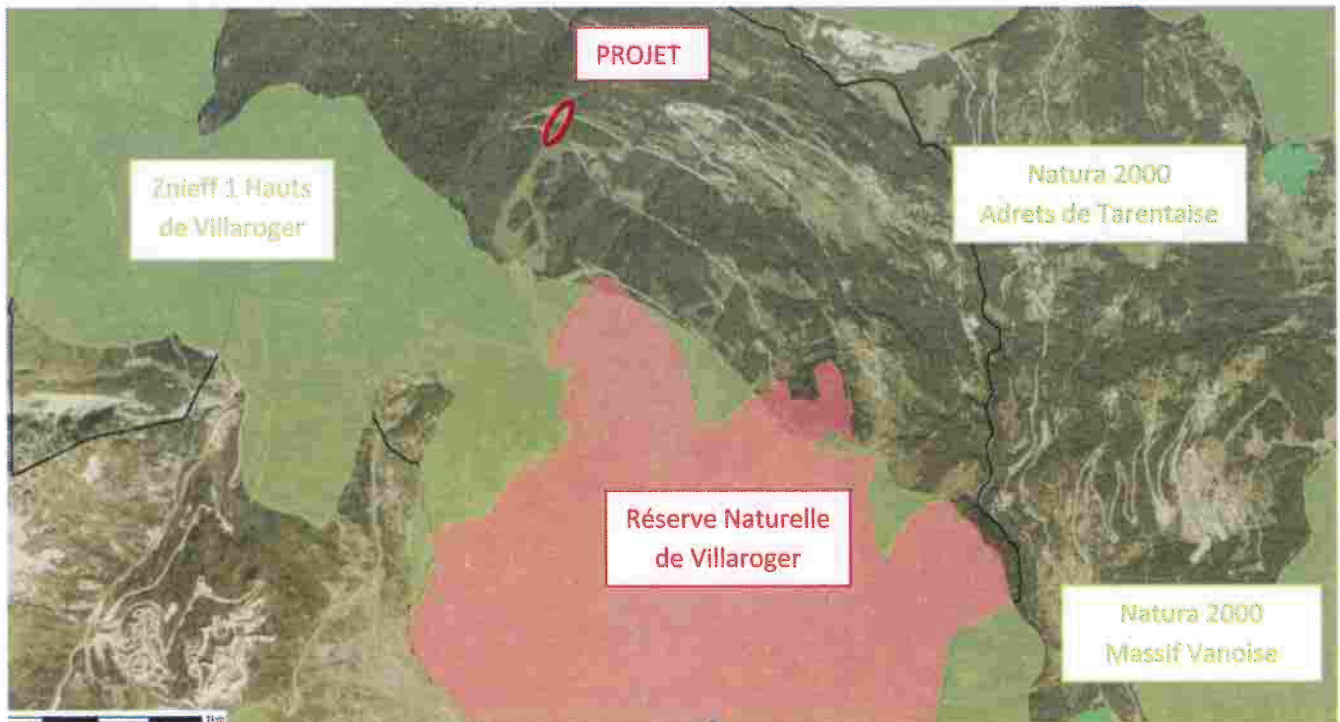 PROJET
Znieff 1 Hauts
de Villaroger
Natura 2000
Adrets de Tarentaise
Réserve Naturelle
de Villaroger
Natura 2000
Massif Vanoise
1km